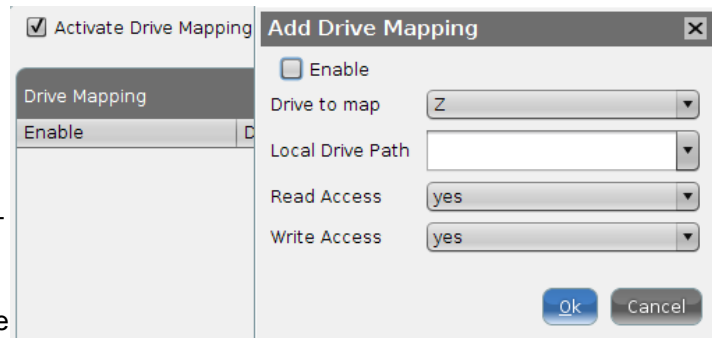 Activate Drive Mapping
Drive Mapping
Enable D
-
e
Add Drive Mapping
Enable
Drive to map Z
Local Drive Path
Read Access yes
Write Access yes
Ok Cancel